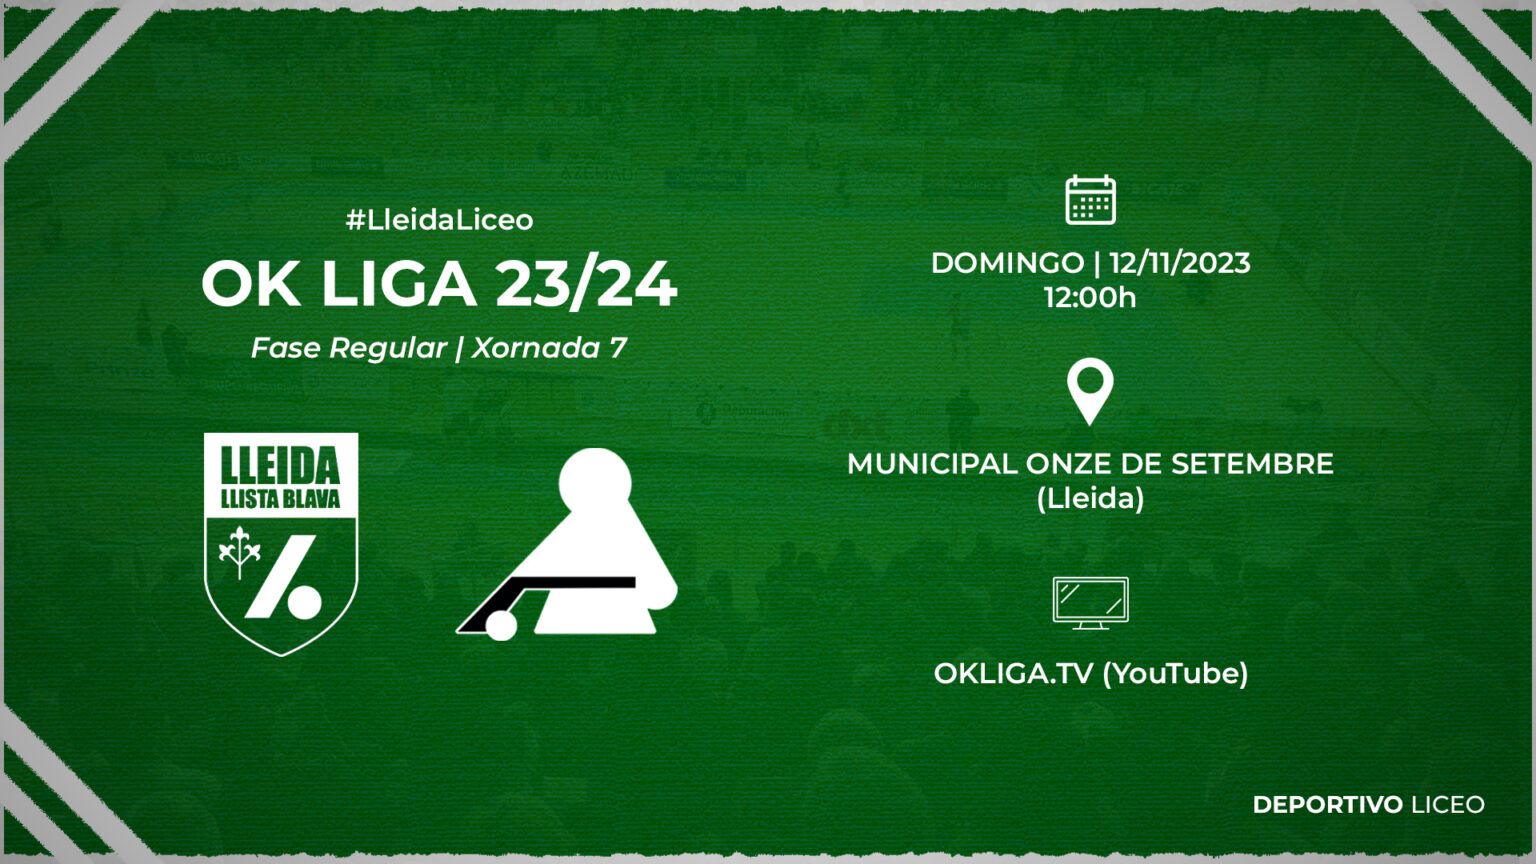 #LleidaLiceo
OK LIGA 23/24
Fase Regular | Xornada 7
LLEIDA
LLISTA BLAVA
DOMINGO | 12/11/2023
12:00h
MUNICIPAL ONZE DE SETEMBRE
(Lleida)
OKLIGA.TV (YouTube)
DEPORTIVO LICEO